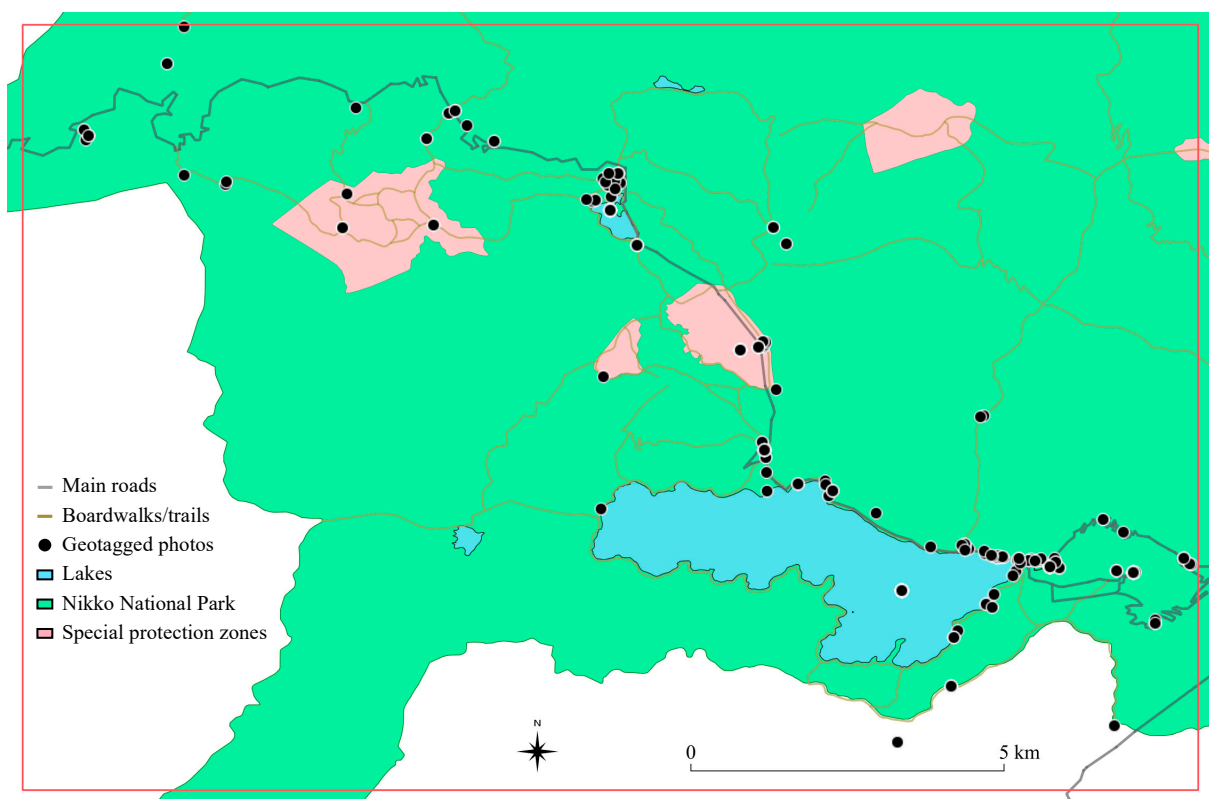 Main roads
Boardwalks/trails
Geotagged photos
Lakes
Nikko National Park
Special protection zones
N
0 5 km